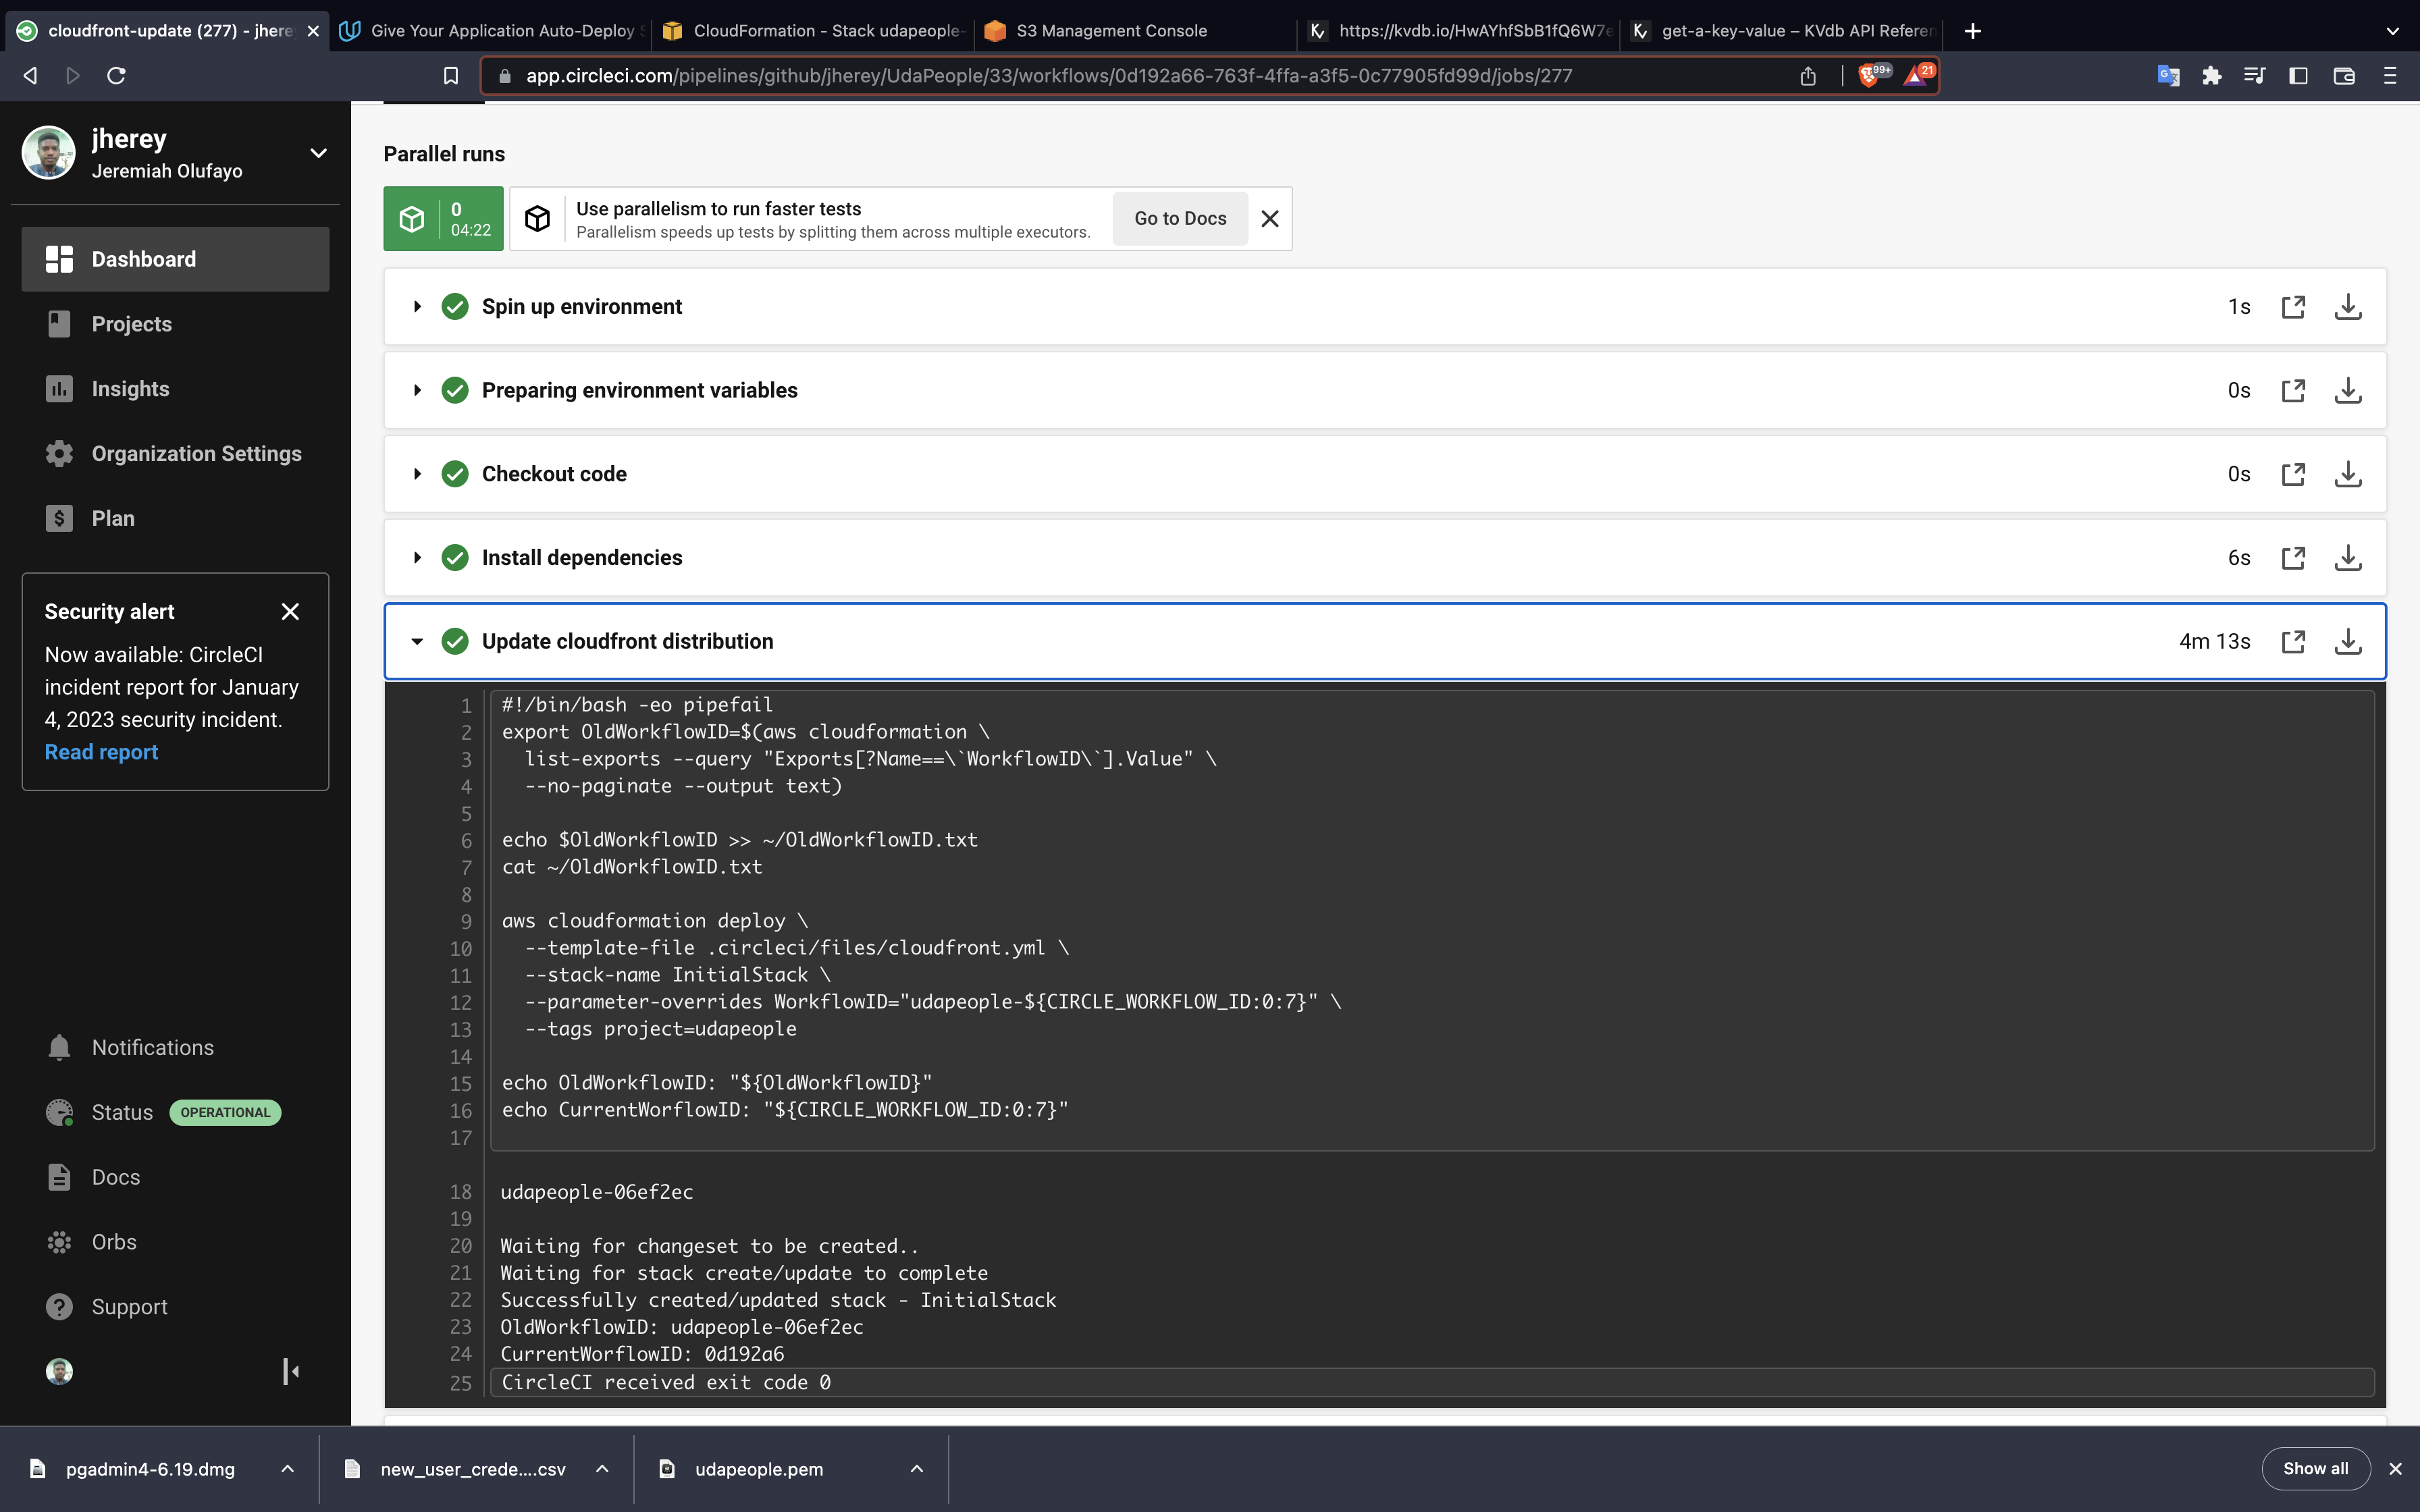 cloudfront-update (277) - jhere
Give Your Application Auto-Deploy S
CloudFormation - Stack udapeople-
S3 Management Console
https://kvdb.io/HwAYhfSbB1fQ6W7e
get-a-key-value – KVdb API Referen
app.circleci.com/pipelines/github/jherey/UdaPeople/33/workflows/0d192a66-763f-4ffa-a3f5-0c77905fd99d/jobs/277
99+
21
jherey
Jeremiah Olufayo
Dashboard
Projects
Insights
Organization Settings
Plan
Security alert
Now available: CircleCI
incident report for January
4, 2023 security incident.
Read report
Notifications
Status OPERATIONAL
Docs
Orbs
Support
Parallel runs
0
04:22
Use parallelism to run faster tests
Parallelism speeds up tests by splitting them across multiple executors.
Go to Docs
Spin up environment 1s
Preparing environment variables 0s
Checkout code 0s
Install dependencies 6s
Update cloudfront distribution 4m 13s
1 #!/bin/bash -eo pipefail
2 export OldWorkflowID=$(aws cloudformation \
3 list-exports --query "Exports[?Name==\`WorkflowID\`].Value" \
4 --no-paginate --output text)
5
6 echo $OldWorkflowID >> ~/OldWorkflowID.txt
7 cat ~/OldWorkflowID.txt
8
9 aws cloudformation deploy \
10 --template-file .circleci/files/cloudfront.yml \
11 --stack-name InitialStack \
12 --parameter-overrides WorkflowID="udapeople-${CIRCLE_WORKFLOW_ID:0:7}" \
13 --tags project=udapeople
14
15 echo OldWorkflowID: "${OldWorkflowID}"
16 echo CurrentWorflowID: "${CIRCLE_WORKFLOW_ID:0:7}"
17
18 udapeople-06ef2ec
19
20 Waiting for changeset to be created..
21 Waiting for stack create/update to complete
22 Successfully created/updated stack - InitialStack
23 OldWorkflowID: udapeople-06ef2ec
24 CurrentWorflowID: 0d192a6
25 CircleCI received exit code 0
pgadmin4-6.19.dmg
new_user_crede....csv
udapeople.pem
Show all